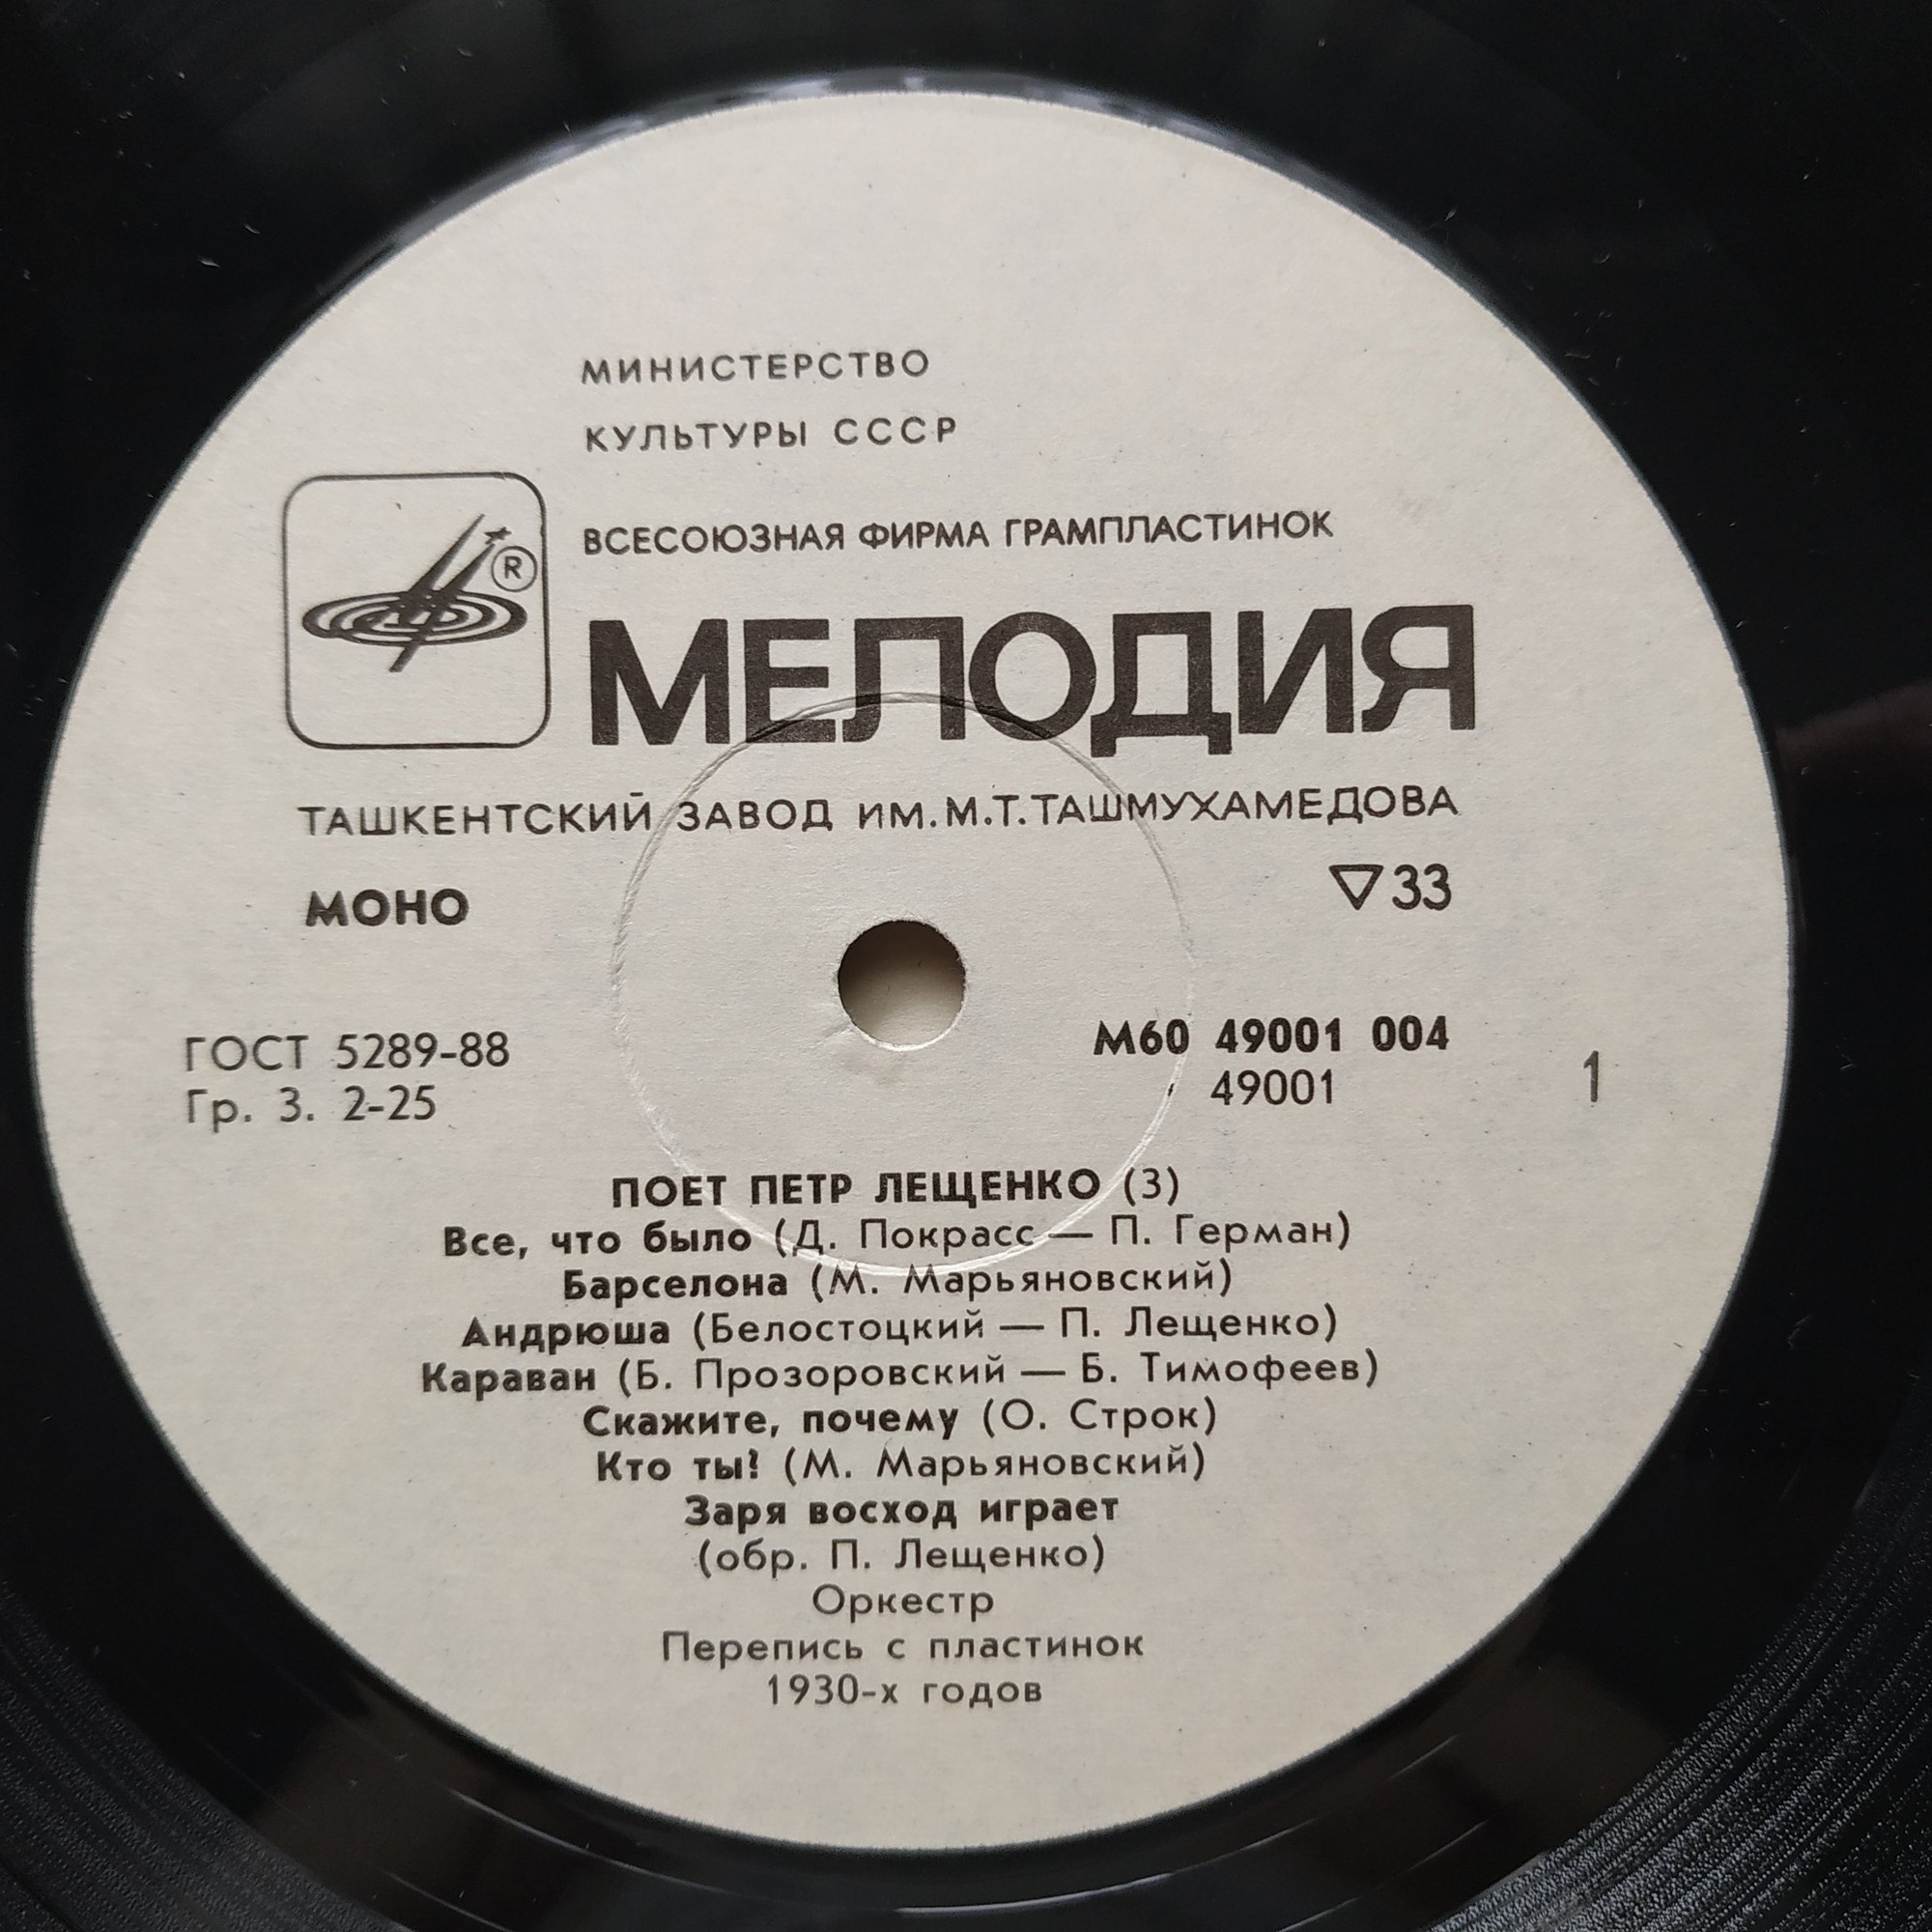 МИНИСТЕРСТВО
КУЛЬТУРЫ СССР
ВСЕСОЮЗНАЯ ФИРМА ГРАМПЛАСТИНОК
®
МЕЛОДИЯ
ТАШКЕНТСКИЙ ЗАВОД ИМ.М.Т.ТАШМУХАМЕДОВА
МОНО ▽33
ГОСТ 5289-88 М60 49001 004
Гр. 3. 2-25 49001 1
ПОЕТ ПЕТР ЛЕЩЕНКО (3)
Все, что было (Д. Покрасс — П. Герман)
Барселона (М. Марьяновский)
Андрюша (Белостоцкий — П. Лещенко)
Караван (Б. Прозоровский — Б. Тимофеев)
Скажите, почему (О. Строк)
Кто ты? (М. Марьяновский)
Заря восход играет
(обр. П. Лещенко)
Оркестр
Перепись с пластинок
1930-х годов